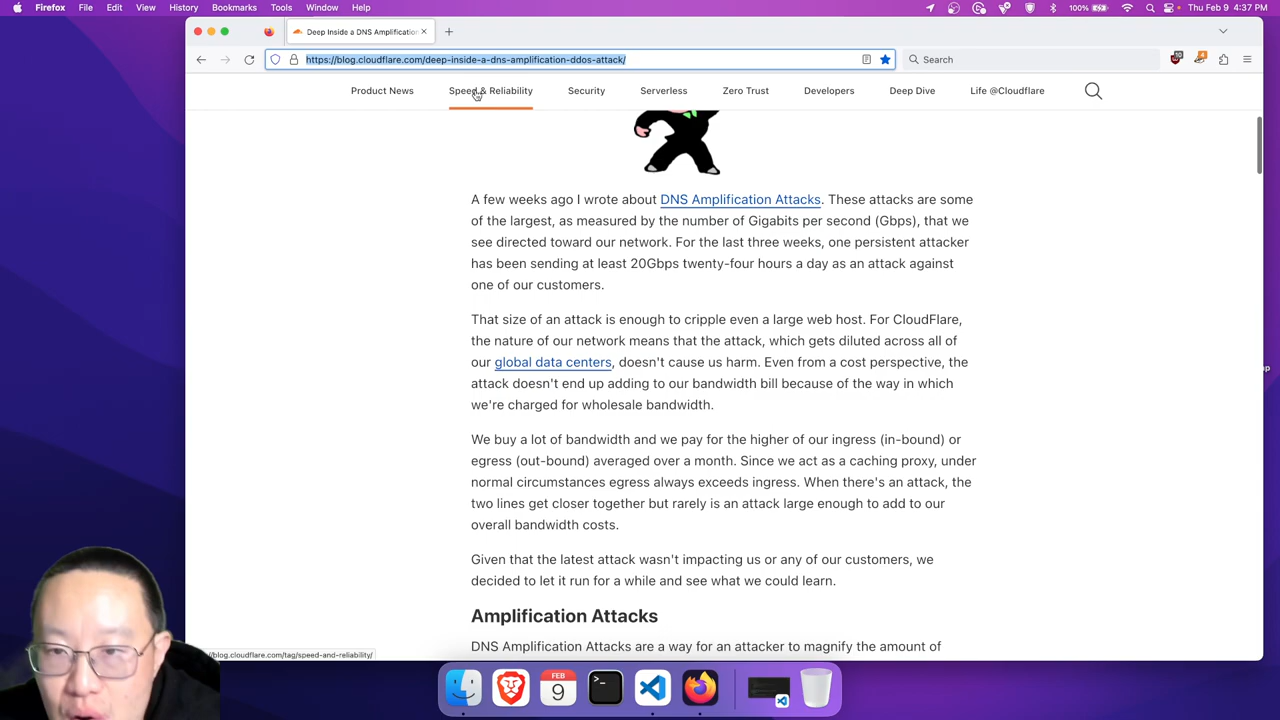 Firefox File Edit View History Bookmarks Tools Window Help
100% Thu Feb 9 4:37 PM
Deep Inside a DNS Amplification
https://blog.cloudflare.com/deep-inside-a-dns-amplification-ddos-attack/
Search
Product News Speed & Reliability Security Serverless Zero Trust Developers Deep Dive Life @Cloudflare
A few weeks ago I wrote about DNS Amplification Attacks. These attacks are some
of the largest, as measured by the number of Gigabits per second (Gbps), that we
see directed toward our network. For the last three weeks, one persistent attacker
has been sending at least 20Gbps twenty-four hours a day as an attack against
one of our customers.
That size of an attack is enough to cripple even a large web host. For CloudFlare,
the nature of our network means that the attack, which gets diluted across all of
our global data centers, doesn't cause us harm. Even from a cost perspective, the
attack doesn't end up adding to our bandwidth bill because of the way in which
we're charged for wholesale bandwidth.
We buy a lot of bandwidth and we pay for the higher of our ingress (in-bound) or
egress (out-bound) averaged over a month. Since we act as a caching proxy, under
normal circumstances egress always exceeds ingress. When there's an attack, the
two lines get closer together but rarely is an attack large enough to add to our
overall bandwidth costs.
Given that the latest attack wasn't impacting us or any of our customers, we
decided to let it run for a while and see what we could learn.
Amplification Attacks
DNS Amplification Attacks are a way for an attacker to magnify the amount of
/blog.cloudflare.com/tag/speed-and-reliability/
FEB
9